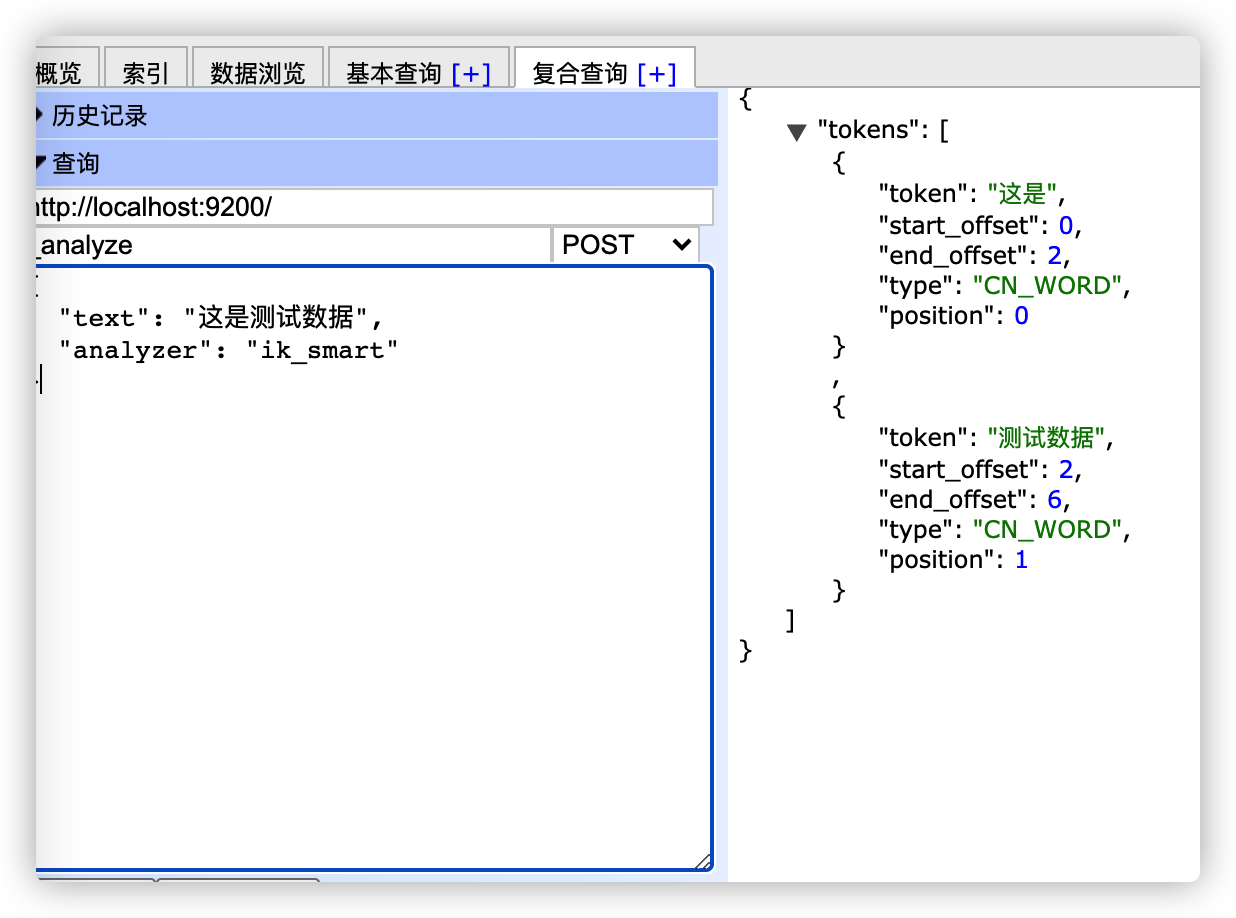 概览 索引 数据浏览 基本查询 [+] 复合查询 [+]
历史记录
查询
ttp://localhost:9200/
_analyze POST
"text": "这是测试数据",
"analyzer": "ik_smart"
{
"tokens": [
{
"token": "这是",
"start_offset": 0,
"end_offset": 2,
"type": "CN_WORD",
"position": 0
}
,
{
"token": "测试数据",
"start_offset": 2,
"end_offset": 6,
"type": "CN_WORD",
"position": 1
}
]
}